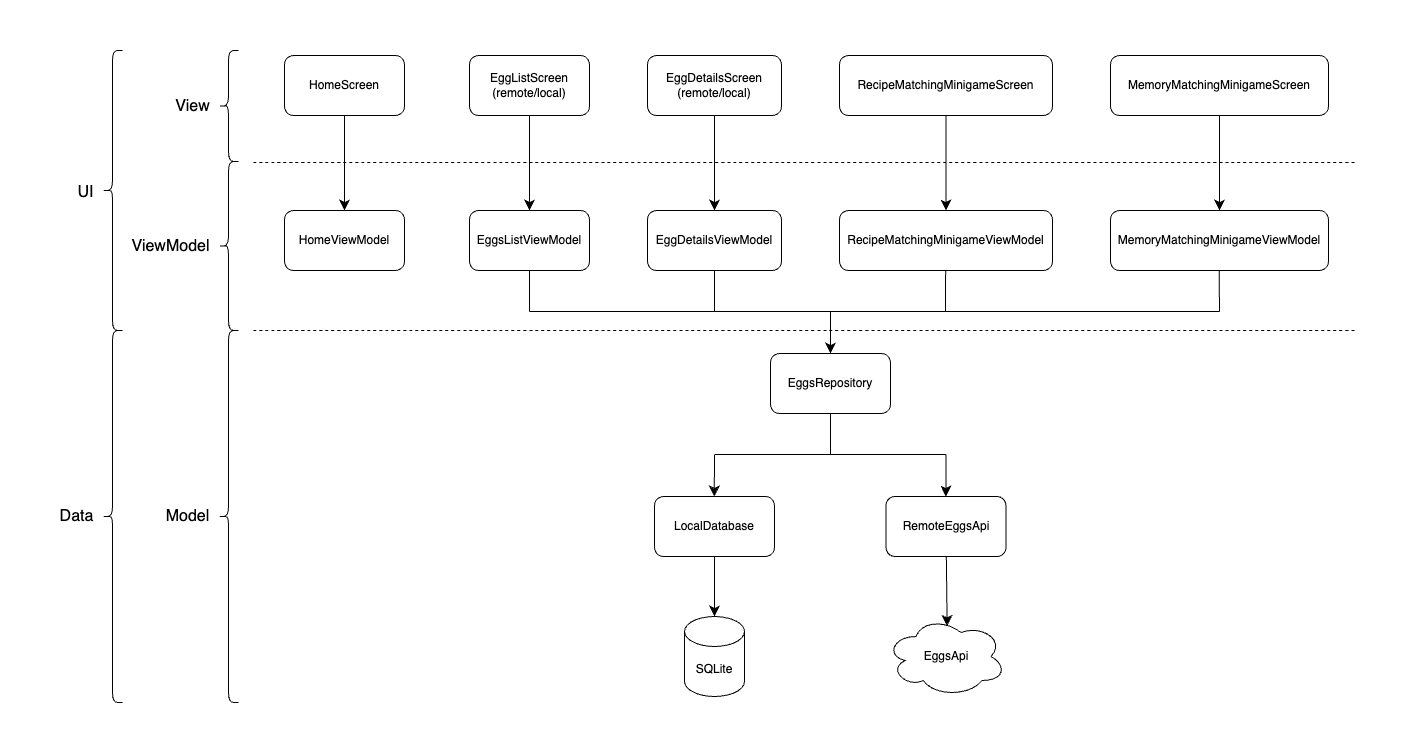 HomeScreen
EggListScreen
(remote/local)
EggDetailsScreen
(remote/local)
RecipeMatchingMinigameScreen
MemoryMatchingMinigameScreen
View
UI
ViewModel
HomeViewModel
EggsListViewModel
EggDetailsViewModel
RecipeMatchingMinigameViewModel
MemoryMatchingMinigameViewModel
EggsRepository
Data
Model
LocalDatabase
RemoteEggsApi
SQLite
EggsApi